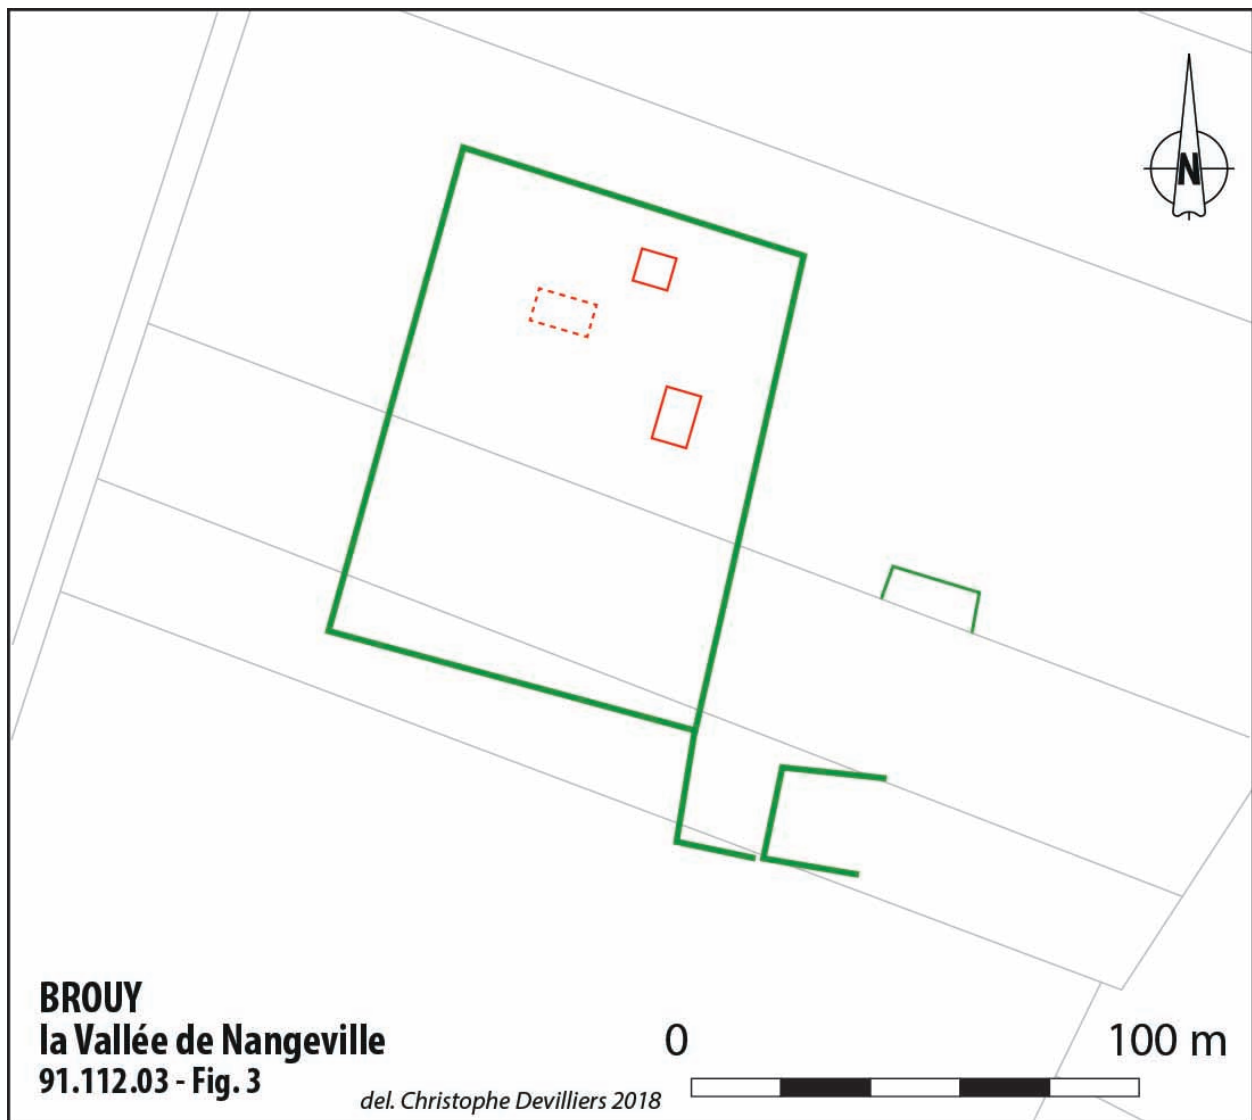 N
BROUY
la Vallée de Nangeville
91.112.03 - Fig. 3
del. Christophe Devilliers 2018
0 100 m